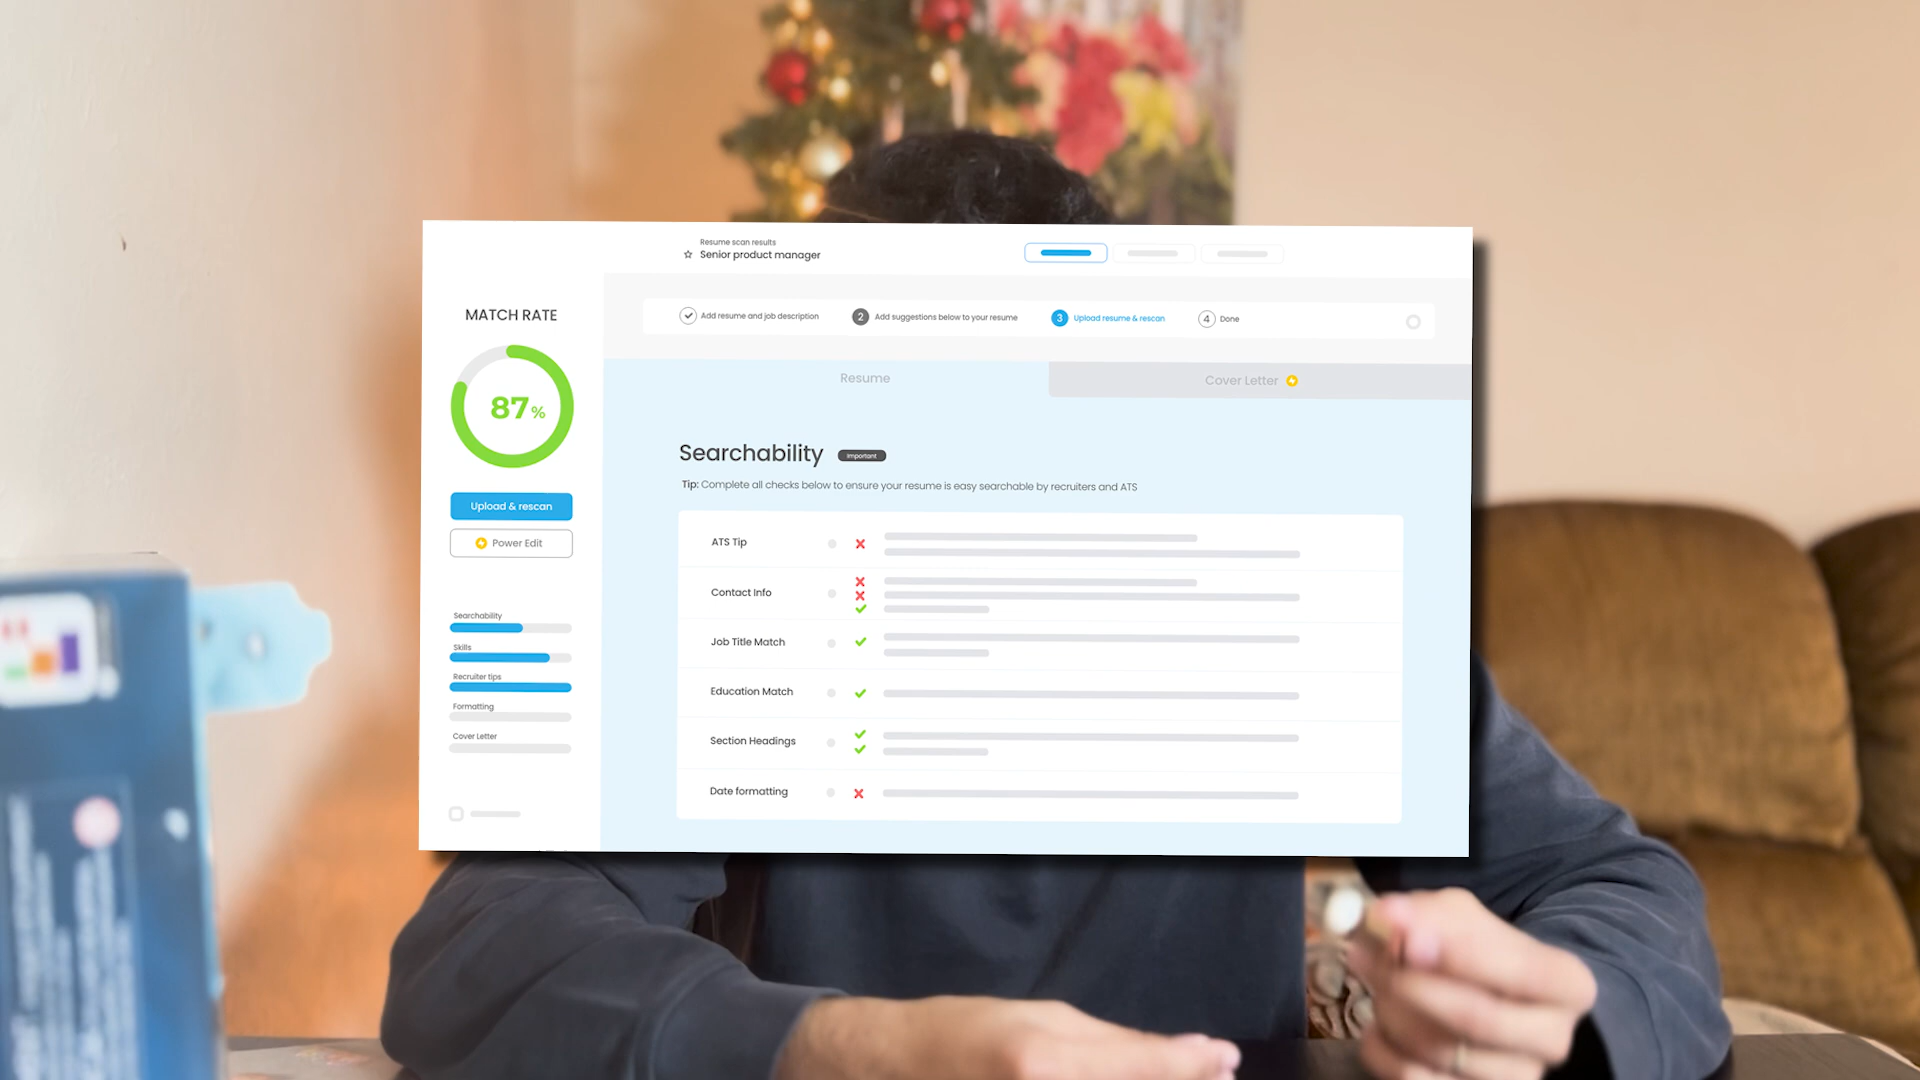 Resume scan results
Senior product manager
MATCH RATE
87%
Upload & rescan
Power Edit
Searchability
Skills
Recruiter tips
Formatting
Cover Letter
Add resume and job description
2 Add suggestions below to your resume
3 Upload resume & rescan
4 Done
Resume
Cover Letter
Searchability Important
Tip: Complete all checks below to ensure your resume is easy searchable by recruiters and ATS
ATS Tip
Contact Info
Job Title Match
Education Match
Section Headings
Date formatting